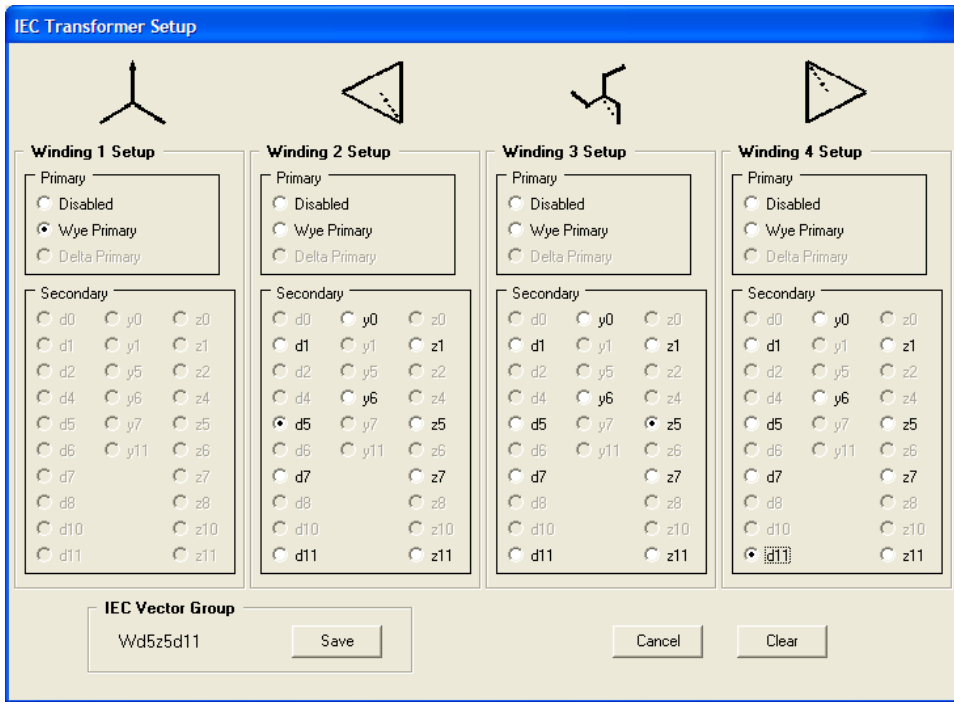 IEC Transformer Setup
Winding 1 Setup
Primary
Disabled
Wye Primary
Delta Primary
Secondary
d0 y0 z0
d1 y1 z1
d2 y5 z2
d4 y6 z4
d5 y7 z5
d6 y11 z6
d7 z7
d8 z8
d10 z10
d11 z11
Winding 2 Setup
Primary
Disabled
Wye Primary
Delta Primary
Secondary
d0 y0 z0
d1 y1 z1
d2 y5 z2
d4 y6 z4
d5 y7 z5
d6 y11 z6
d7 z7
d8 z8
d10 z10
d11 z11
Winding 3 Setup
Primary
Disabled
Wye Primary
Delta Primary
Secondary
d0 y0 z0
d1 y1 z1
d2 y5 z2
d4 y6 z4
d5 y7 z5
d6 y11 z6
d7 z7
d8 z8
d10 z10
d11 z11
Winding 4 Setup
Primary
Disabled
Wye Primary
Delta Primary
Secondary
d0 y0 z0
d1 y1 z1
d2 y5 z2
d4 y6 z4
d5 y7 z5
d6 y11 z6
d7 z7
d8 z8
d10 z10
d11 z11
IEC Vector Group
Wd5z5d11
Save
Cancel
Clear